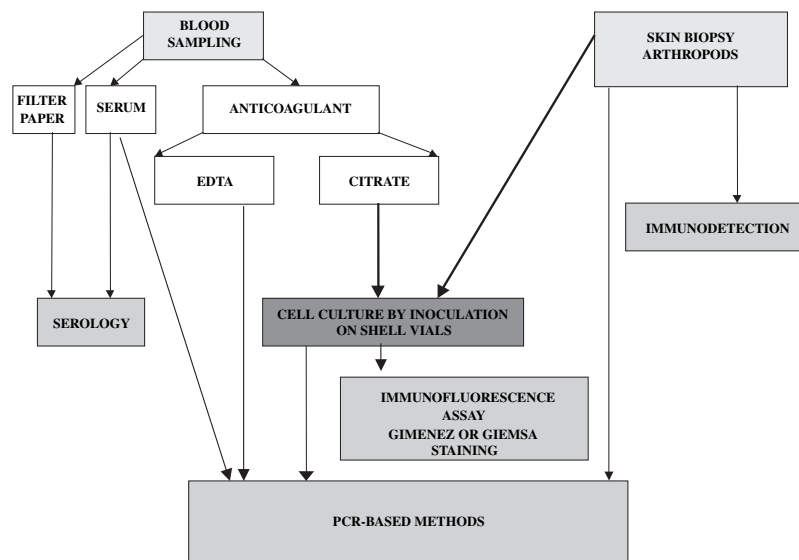 BLOOD
SAMPLING
SKIN BIOPSY
ARTHROPODS
FILTER
PAPER
SERUM
ANTICOAGULANT
EDTA
CITRATE
IMMUNODETECTION
SEROLOGY
CELL CULTURE BY INOCULATION
ON SHELL VIALS
IMMUNOFLUORESCENCE
ASSAY
GIMENEZ OR GIEMSA
STAINING
PCR-BASED METHODS